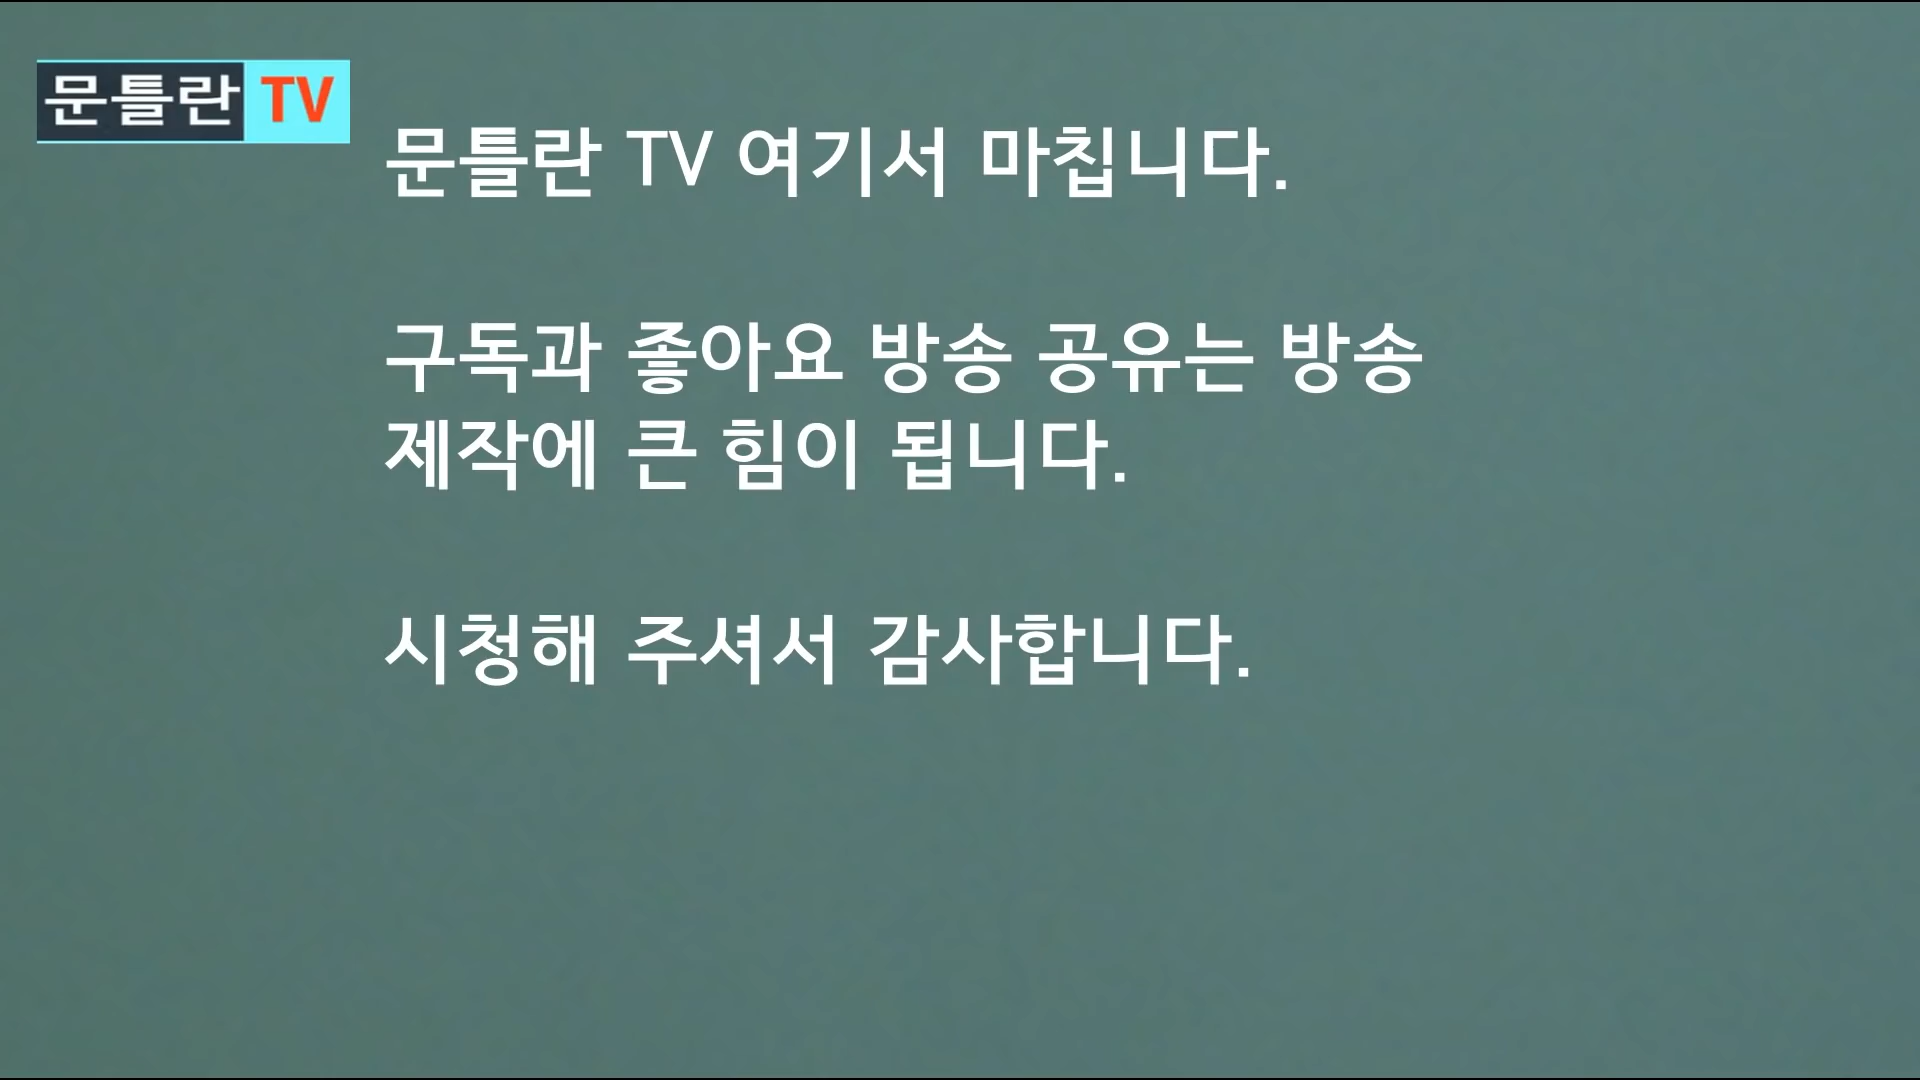 문틀란 TV
문틀란 TV 여기서 마칩니다.
구독과 좋아요 방송 공유는 방송
제작에 큰 힘이 됩니다.
시청해 주셔서 감사합니다.